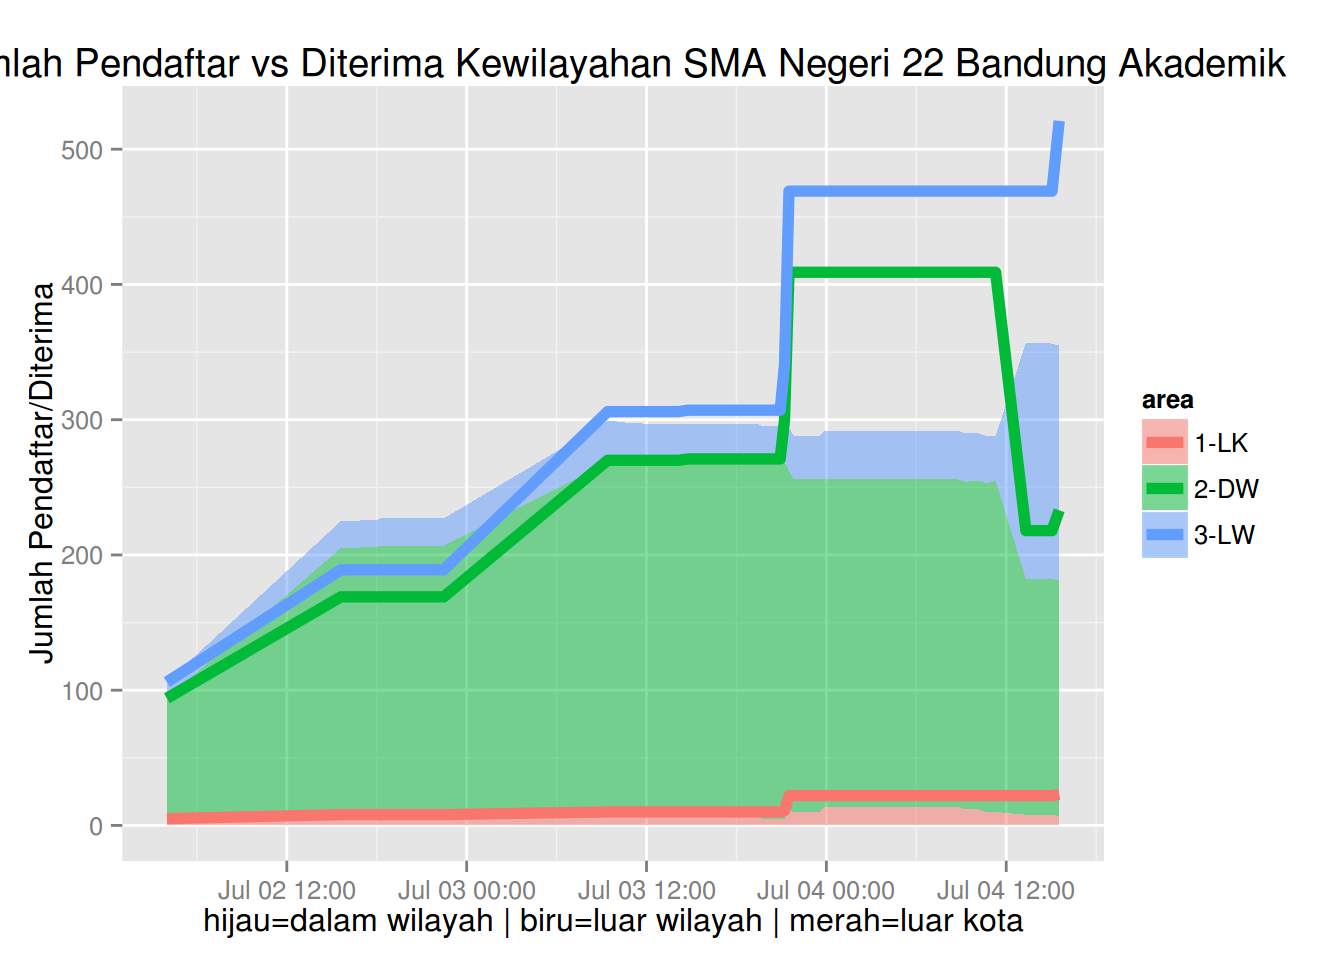 Pendaftar vs Diterima Kewilayahan SMA Negeri 22 Bandung Akademik
Jumlah Pendaftar/Diterima
500
400
300
200
100
0
Jul 02 12:00
Jul 03 00:00
Jul 03 12:00
Jul 04 00:00
Jul 04 12:00
hijau=dalam wilayah | biru=luar wilayah | merah=luar kota
area
1-LK
2-DW
3-LW